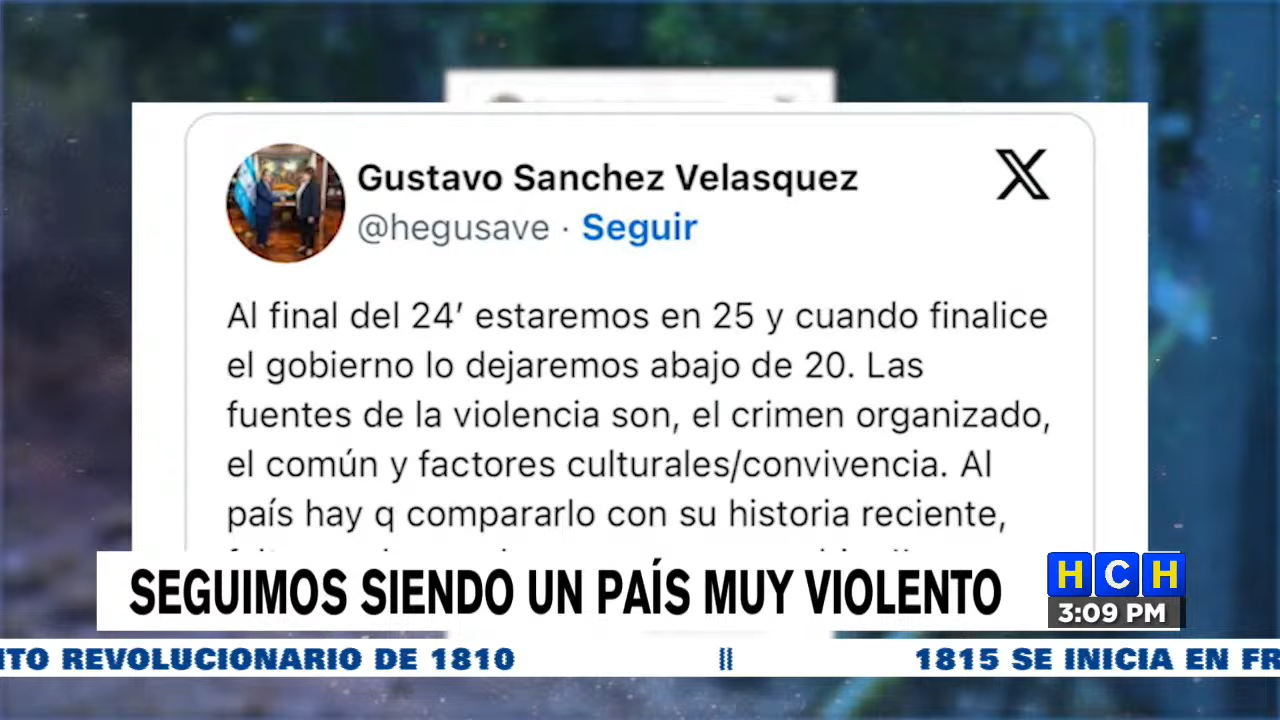 Gustavo Sanchez Velasquez
@hegusave · Seguir
Al final del 24’ estaremos en 25 y cuando finalice
el gobierno lo dejaremos abajo de 20. Las
fuentes de la violencia son, el crimen organizado,
el común y factores culturales/convivencia. Al
país hay q compararlo con su historia reciente,
SEGUIMOS SIENDO UN PAÍS MUY VIOLENTO
HCH
3:09 PM
NTO REVOLUCIONARIO DE 1810 || 1815 SE INICIA EN FR